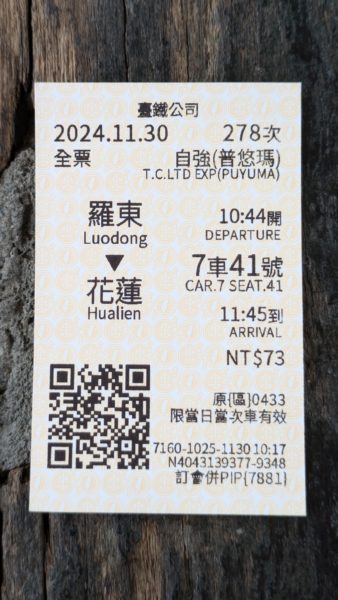 臺鐵公司
2024.11.30 278次
全票 自強(普悠瑪)
T.C.LTD EXP(PUYUMA)
羅東 10:44開
Luodong DEPARTURE
▼ 7車41號
花蓮 CAR.7 SEAT.41
Hualien 11:45到
ARRIVAL
NT$73
原{區}0433
限當日當次車有效
7160-1025-1130 10:17
N4043139377-9348
訂會併PIP{7881}